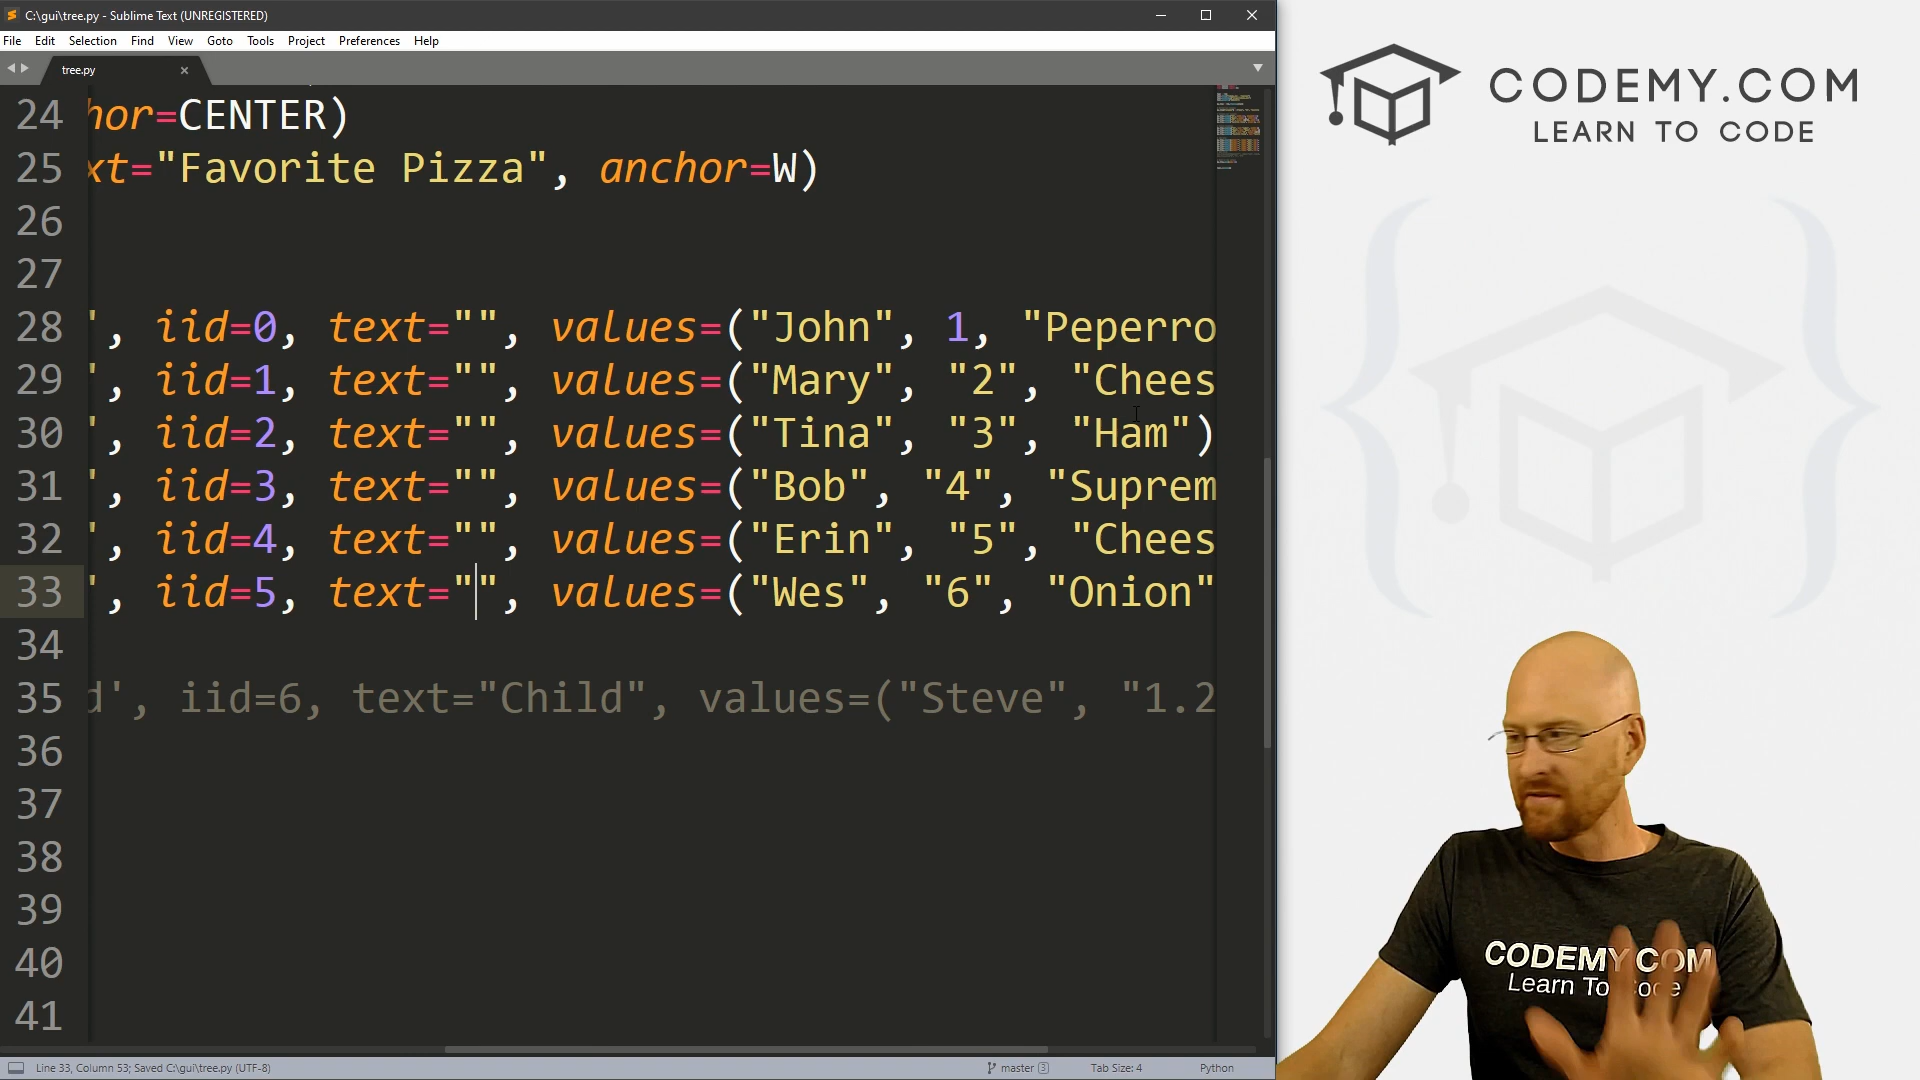 C:\gui\tree.py - Sublime Text (UNREGISTERED)
File Edit Selection Find View Goto Tools Project Preferences Help
tree.py
24 hor=CENTER)
25 xt="Favorite Pizza", anchor=W)
26
27
28 ', iid=0, text="", values=("John", 1, "Peperro
29 ', iid=1, text="", values=("Mary", "2", "Chees
30 ', iid=2, text="", values=("Tina", "3", "Ham")
31 ', iid=3, text="", values=("Bob", "4", "Suprem
32 ', iid=4, text="", values=("Erin", "5", "Chees
33 ', iid=5, text="", values=("Wes", "6", "Onion"
34
35 d', iid=6, text="Child", values=("Steve", "1.2
36
37
38
39
40
41
Line 33, Column 53; Saved C:\gui\tree.py (UTF-8)
master 3
Tab Size: 4
Python
CODEMY.COM
LEARN TO CODE
CODEMY.COM
Learn To Code